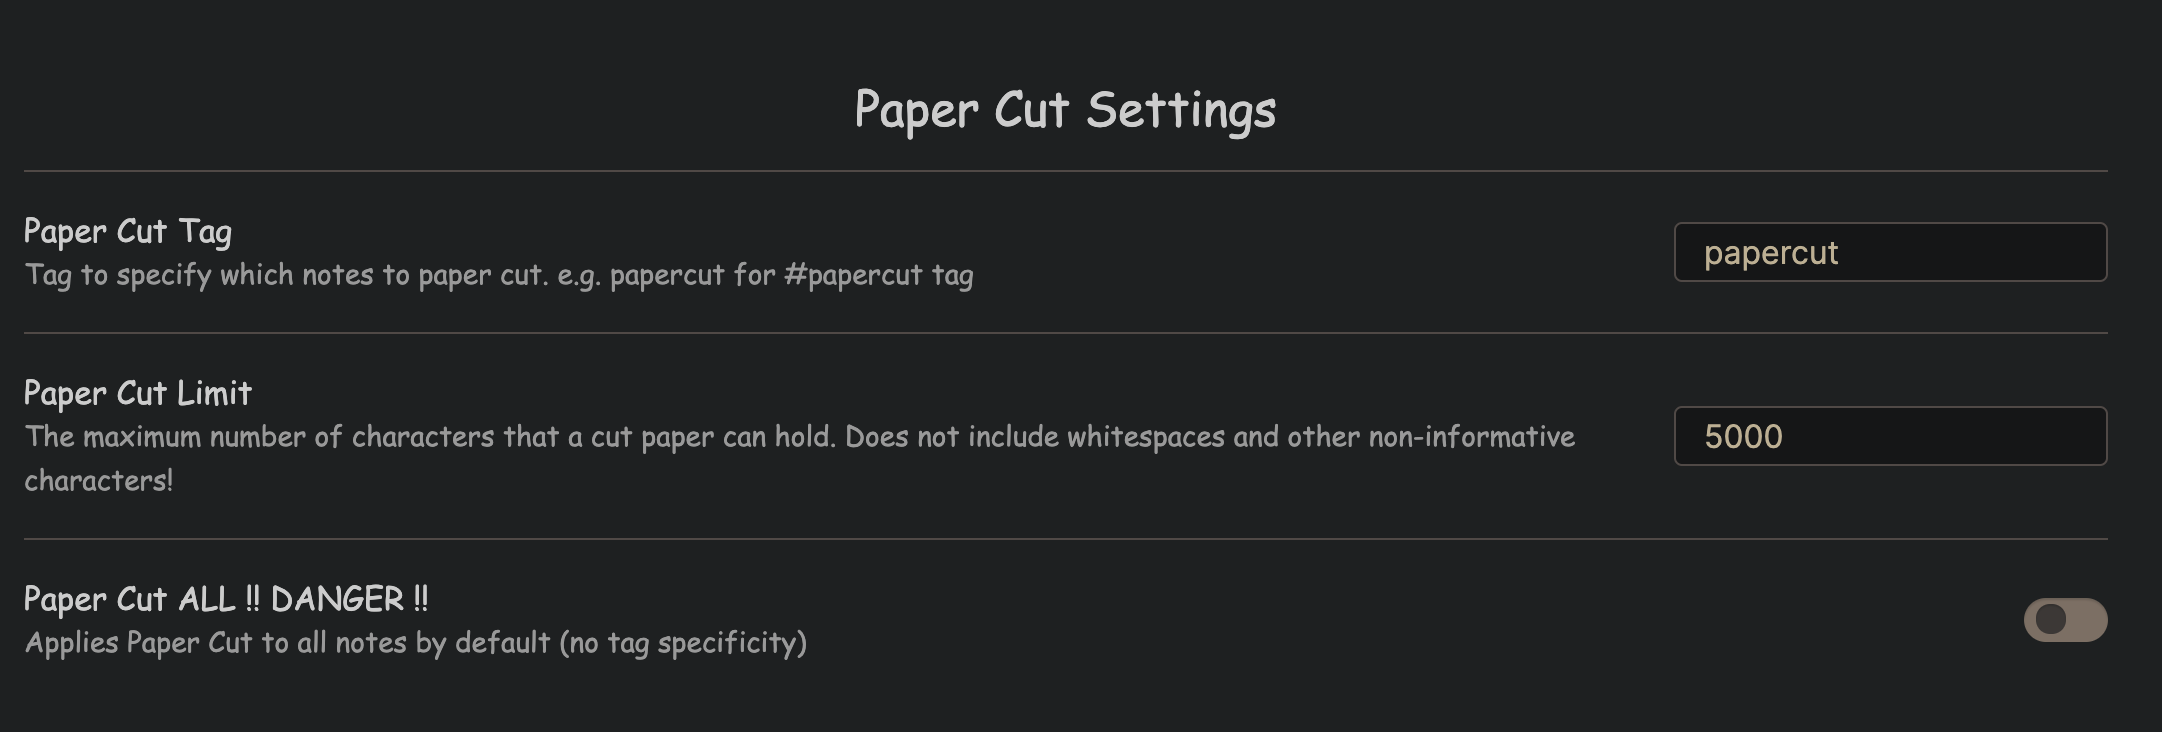 Paper Cut Settings
Paper Cut Tag
Tag to specify which notes to paper cut. e.g. papercut for #papercut tag
papercut
Paper Cut Limit
The maximum number of characters that a cut paper can hold. Does not include whitespaces and other non-informative
characters!
5000
Paper Cut ALL !! DANGER !!
Applies Paper Cut to all notes by default (no tag specificity)